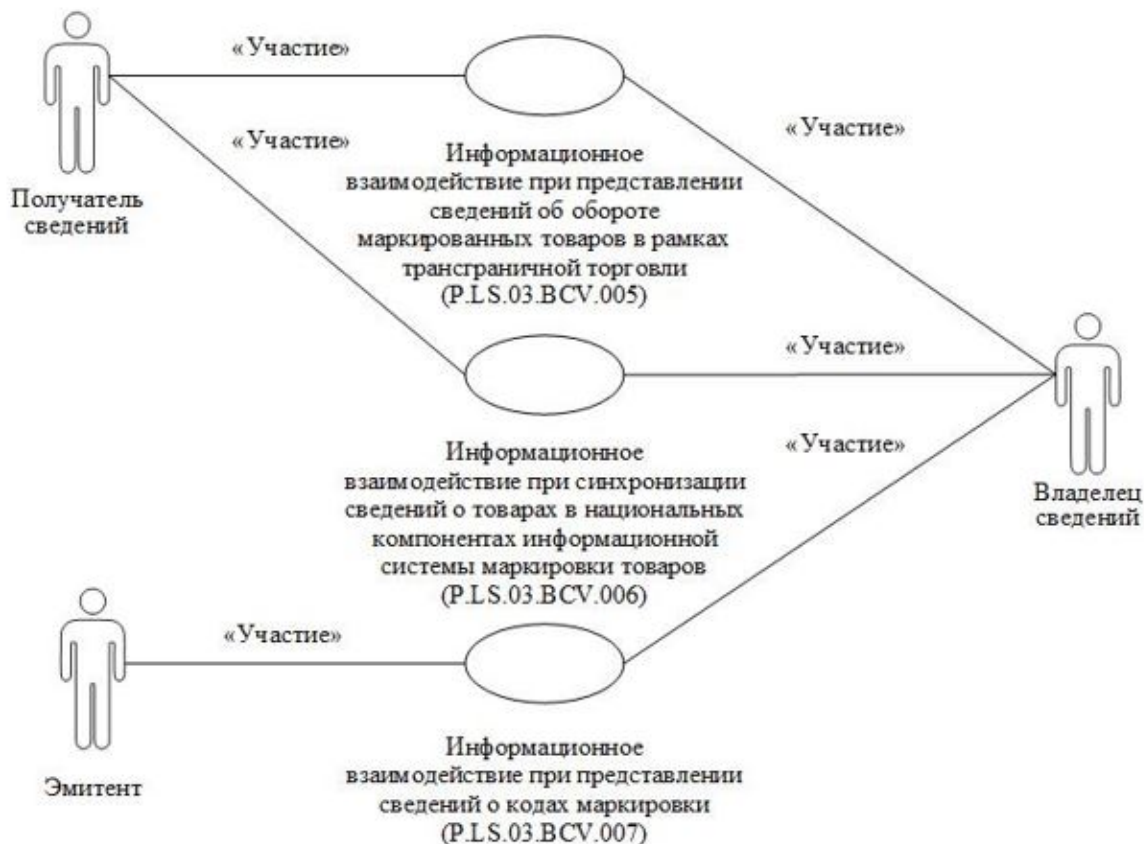 «Участие»
«Участие»
«Участие»
Получатель
сведений
Информационное
взаимодействие при представлении
сведений об обороте
маркированных товаров в рамках
трансграничной торговли
(P.LS.03.BCV.005)
«Участие»
Информационное
взаимодействие при синхронизации
сведений о товарах в национальных
компонентах информационной
системы маркировки товаров
(P.LS.03.BCV.006)
«Участие»
Владелец
сведений
«Участие»
Эмитент
Информационное
взаимодействие при представлении
сведений о кодах маркировки
(P.LS.03.BCV.007)